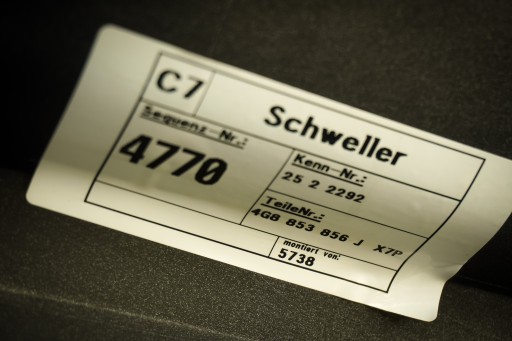 C7 Schweller
Sequenz-Nr.:
4770
Kenn-Nr.:
25 2 2292
TeileNr.:
4G8 853 856 J X7P
montiert von:
5738